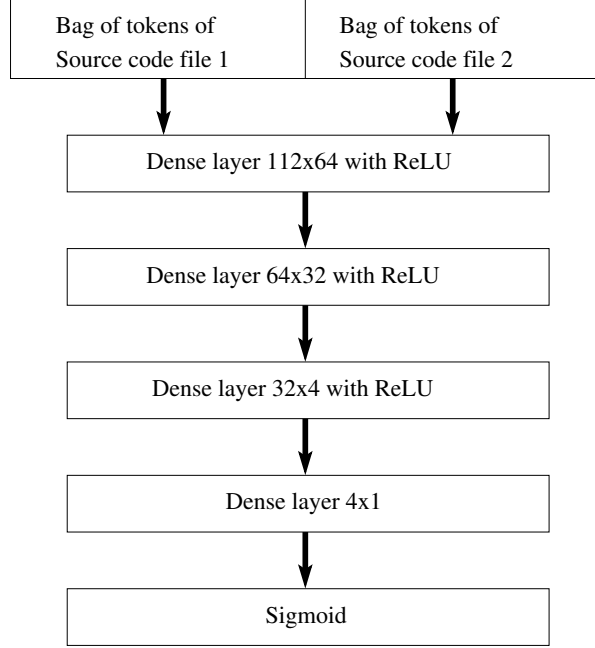 Bag of tokens of
Source code file 1
Bag of tokens of
Source code file 2
Dense layer 112x64 with ReLU
Dense layer 64x32 with ReLU
Dense layer 32x4 with ReLU
Dense layer 4x1
Sigmoid